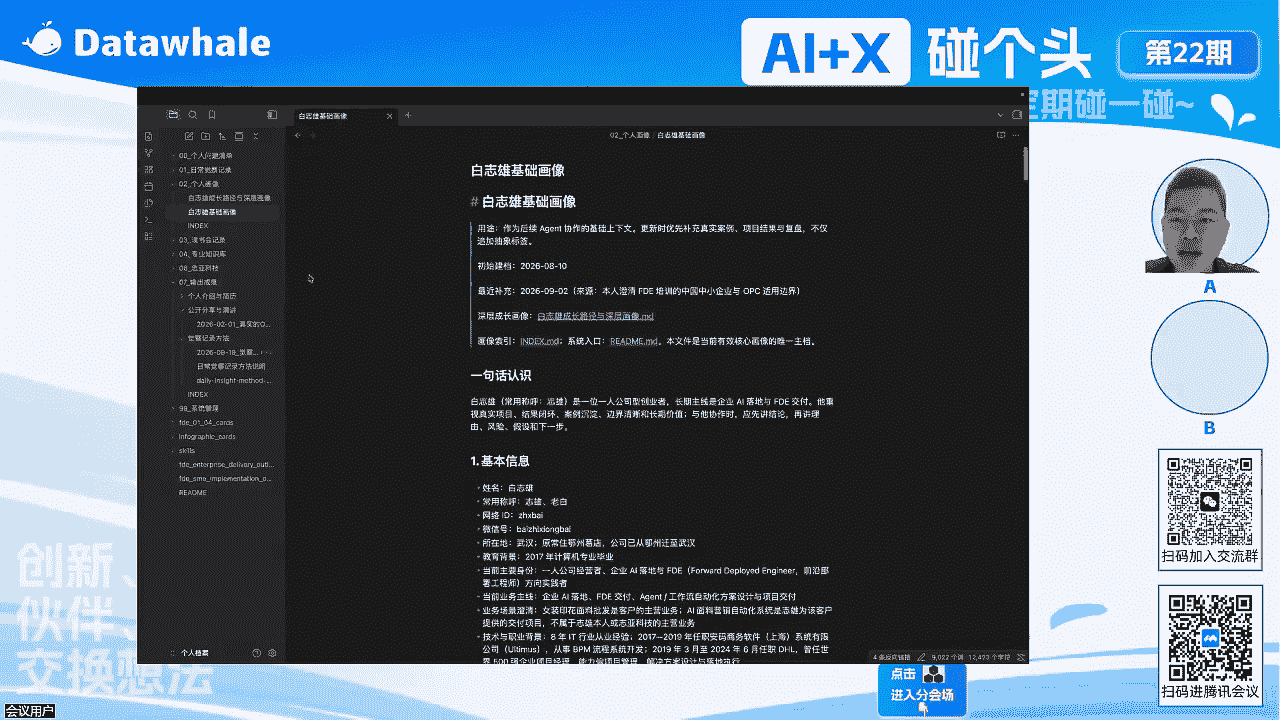 Datawhale
AI+X 碰个头
第22期
定期碰一碰~
白志雄基础画像
02_个人画像 / 白志雄基础画像
01_日常觉察记录
02_个人画像
白志雄成长路径与深层画像
白志雄基础画像
INDEX
03_读书会记录
04_专业知识库
07_输出成果
个人介绍与简历
公开分享与演讲
日常觉察记录方法说明
daily-insight-method-...
INDEX
99_系统管理
fde_01_04_cards
infographic_cards
skills
fde_enterprise_delivery_outl...
fde_sme_implementation_o...
README
个人档案
白志雄基础画像
# 白志雄基础画像
用途：作为后续 Agent 协作的基础上下文。更新时优先补充真实案例、项目结果与复盘，不仅
追加抽象标签。
初始建档：2026-08-10
最近补充：2026-09-02（来源：本人澄清 FDE 培训的中国中小企业与 OPC 适用边界）
深层成长画像：白志雄成长路径与深层画像.md
画像索引：INDEX.md；系统入口：README.md。本文件是当前有效核心画像的唯一主档。
一句话认识
白志雄（常用称呼：志雄）是一位一人公司型创业者，长期主线是企业 AI 落地与 FDE 交付。他重
视真实项目、结果闭环、案例沉淀、边界清晰和长期价值；与他协作时，应先讲结论，再讲理
由、风险、假设和下一步。
1. 基本信息
姓名：白志雄
常用称呼：志雄、老白
网络 ID：zhxbai
微信号：baizhixiongbai
所在地：武汉；原常住鄂州葛店，公司已从鄂州迁至武汉
教育背景：2017 年计算机专业毕业
当前主要身份：一人公司经营者、企业 AI 落地与 FDE（Forward Deployed Engineer，前沿部
署工程师）方向实践者
当前业务主线：企业 AI 落地、FDE 交付、Agent / 工作流自动化方案设计与项目交付
业务场景澄清：女装印花面料批发是客户的主营业务；AI 面料营销自动化系统是志雄为该客户
提供的交付项目，不属于志雄本人或志亚科技的主营业务
技术与职业背景：8 年 IT 行业从业经验；2017—2019 年任职安码商务软件（上海）系统有限
公司（Ultimus），从事 BPM 流程系统开发；2019 年 3 月至 2024 年 6 月任职 DHL，曾任世
界 500 强企业项目经理，能力偏项目管理、解决方案设计与落地执行
4 条反向链接 9,022 个词 12,493 个字符
A
B
扫码加入交流群
扫码进腾讯会议
点击
进入分会场
创新、
伙伴、
交换想法
会议用户